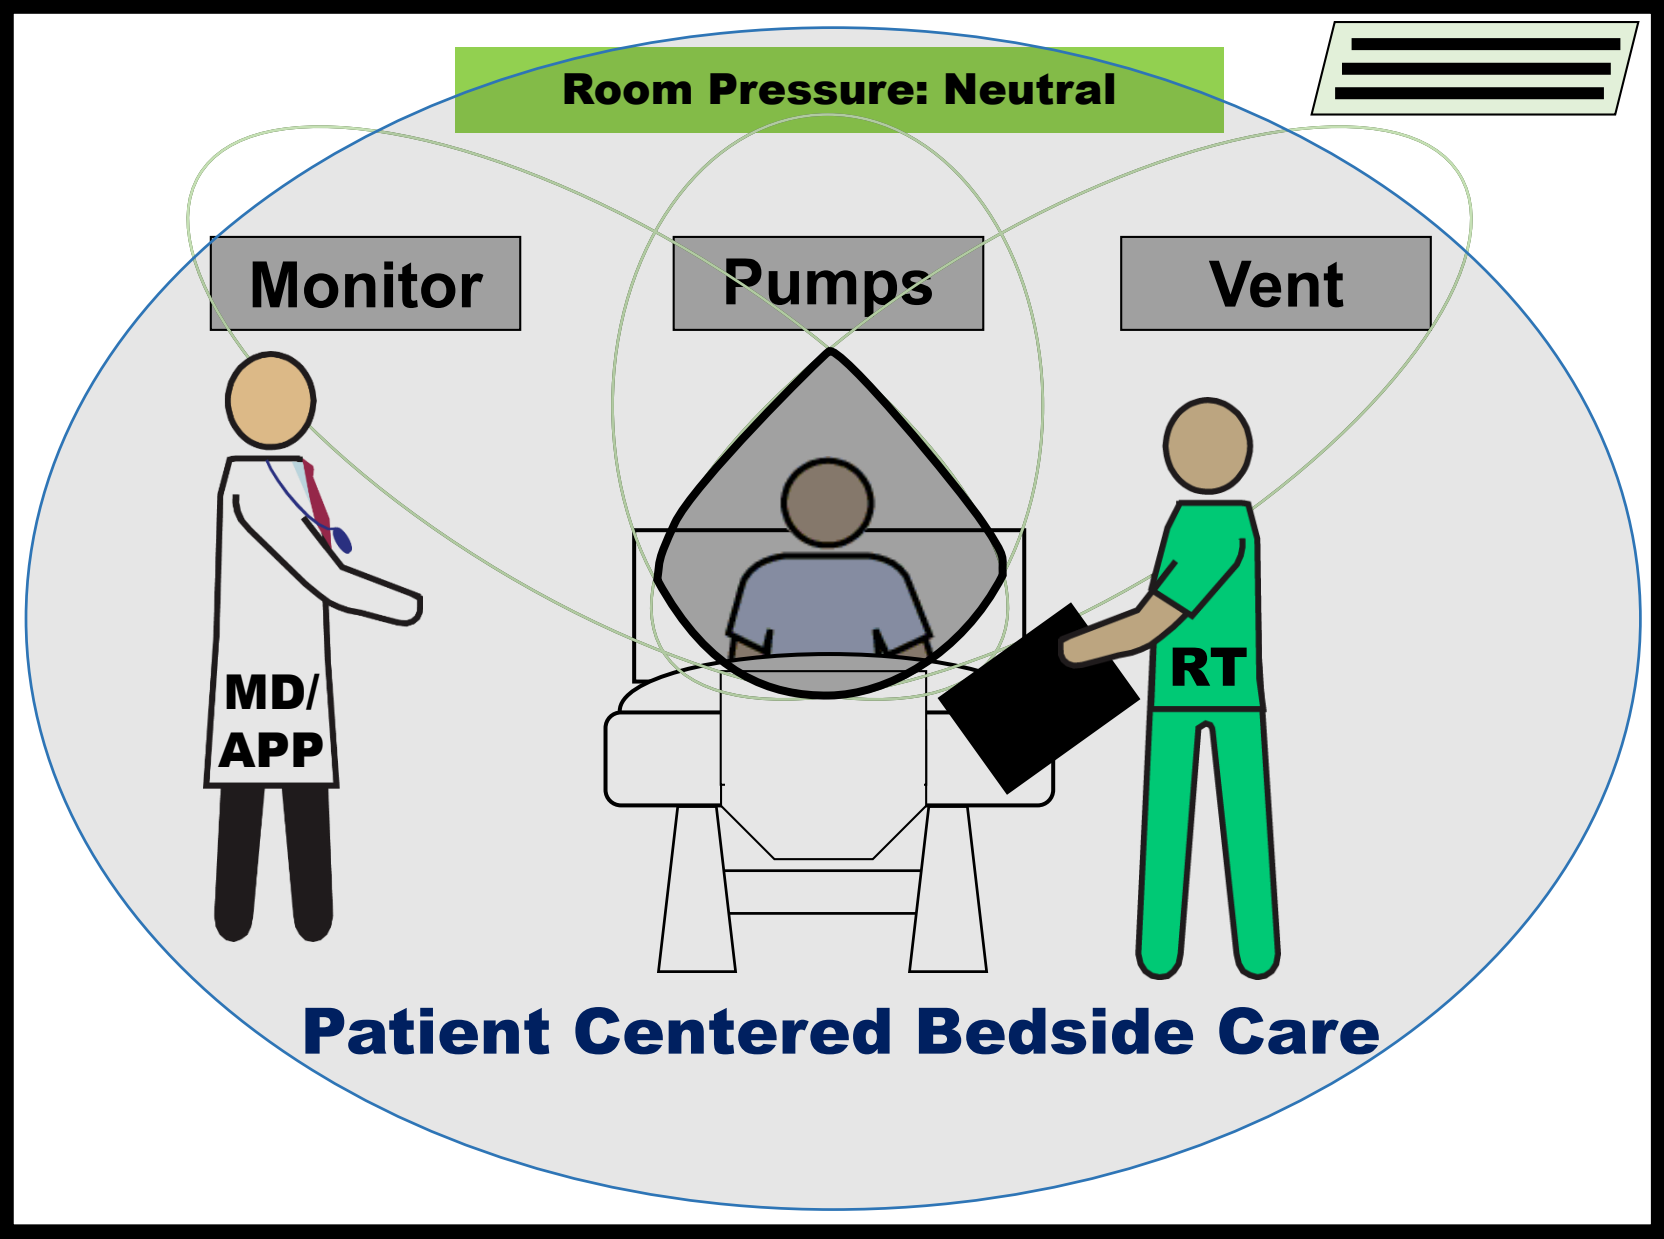 Room Pressure: Neutral
Monitor
Pumps
Vent
MD/
APP
RT
Patient Centered Bedside Care